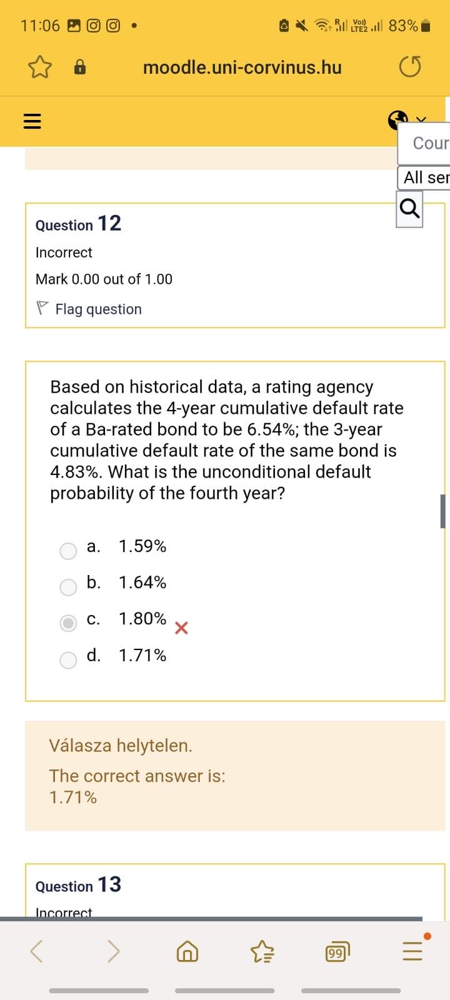 11:06
Vo)) R
LTE2 83%
moodle.uni-corvinus.hu
Cour
All ser
Question 12
Incorrect
Mark 0.00 out of 1.00
Flag question
Based on historical data, a rating agency
calculates the 4-year cumulative default rate
of a Ba-rated bond to be 6.54%; the 3-year
cumulative default rate of the same bond is
4.83%. What is the unconditional default
probability of the fourth year?
a. 1.59%
b. 1.64%
c. 1.80%
d. 1.71%
Válasza helytelen.
The correct answer is:
1.71%
Question 13
Incorrect
99